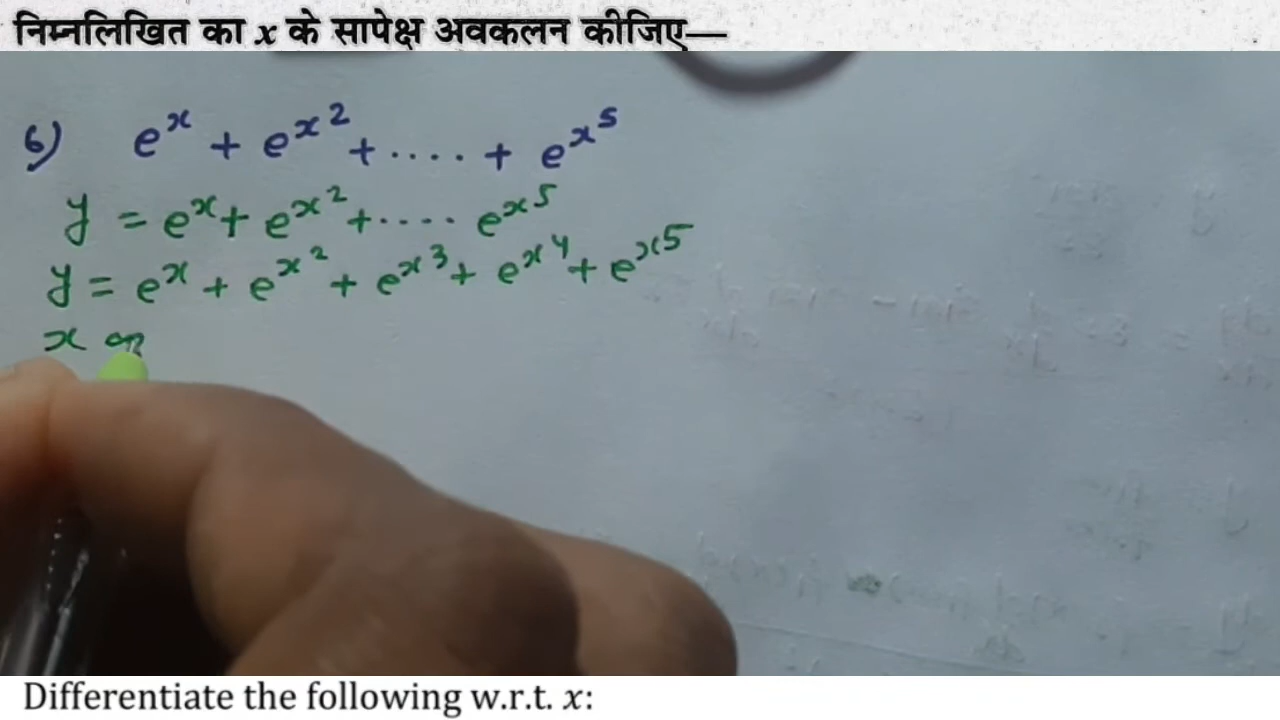 निम्नलिखित का x के सापेक्ष अवकलन कीजिए—
6) e^x + e^{x^2} + .... + e^{x^5}
y = e^x + e^{x^2} + .... e^{x^5}
y = e^x + e^{x^2} + e^{x^3} + e^{x^4} + e^{x^5}
x
Differentiate the following w.r.t. x: